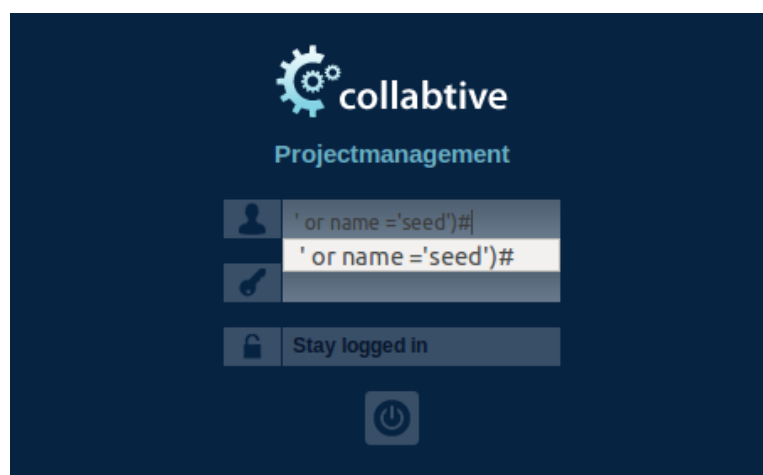 collabtive
Projectmanagement
' or name ='seed')#
' or name ='seed')#
Stay logged in